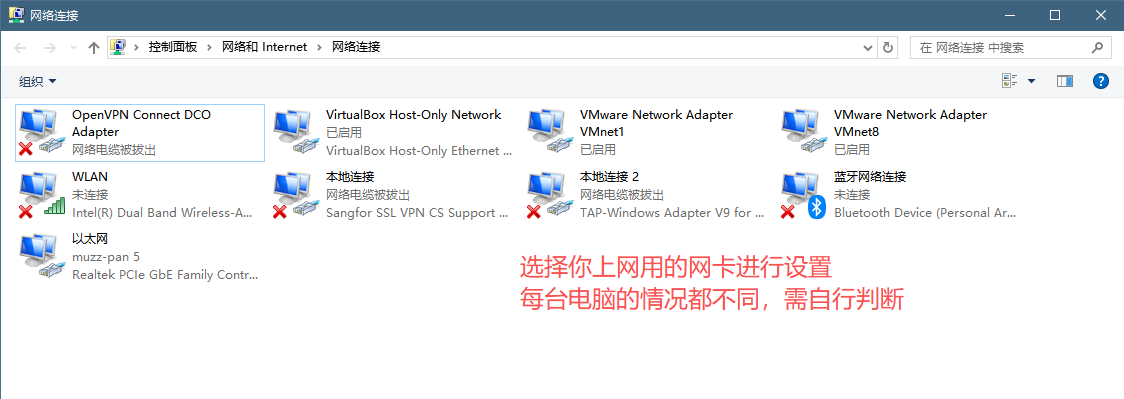 网络连接
控制面板 > 网络和 Internet > 网络连接
在 网络连接 中搜索
组织
OpenVPN Connect DCO
Adapter
网络电缆被拔出
VirtualBox Host-Only Network
已启用
VirtualBox Host-Only Ethernet ...
VMware Network Adapter
VMnet1
已启用
VMware Network Adapter
VMnet8
已启用
WLAN
未连接
Intel(R) Dual Band Wireless-A...
本地连接
网络电缆被拔出
Sangfor SSL VPN CS Support ...
本地连接 2
网络电缆被拔出
TAP-Windows Adapter V9 for ...
蓝牙网络连接
未连接
Bluetooth Device (Personal Ar...
以太网
muzz-pan 5
Realtek PCIe GbE Family Contr...
选择你上网用的网卡进行设置
每台电脑的情况都不同，需自行判断